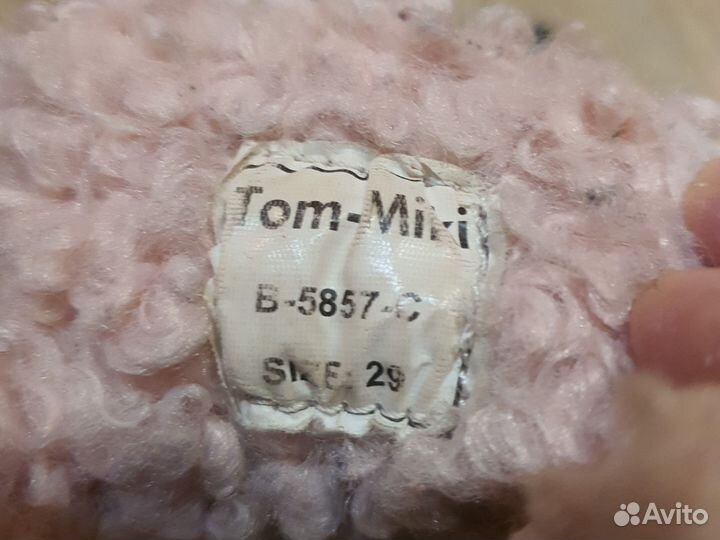 Tom-Miki
B-5857-C
SIZE: 29
Avito